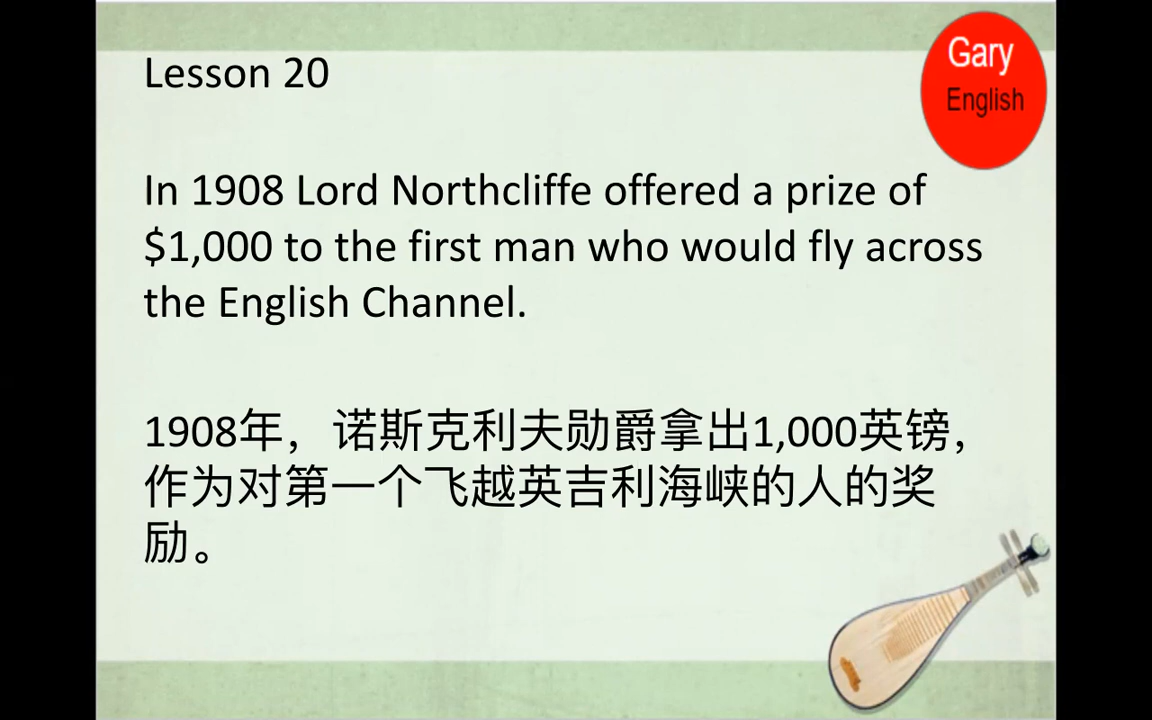 Lesson 20
Gary
English
In 1908 Lord Northcliffe offered a prize of
$1,000 to the first man who would fly across
the English Channel.
1908年，诺斯克利夫勋爵拿出1,000英镑，
作为对第一个飞越英吉利海峡的人的奖
励。